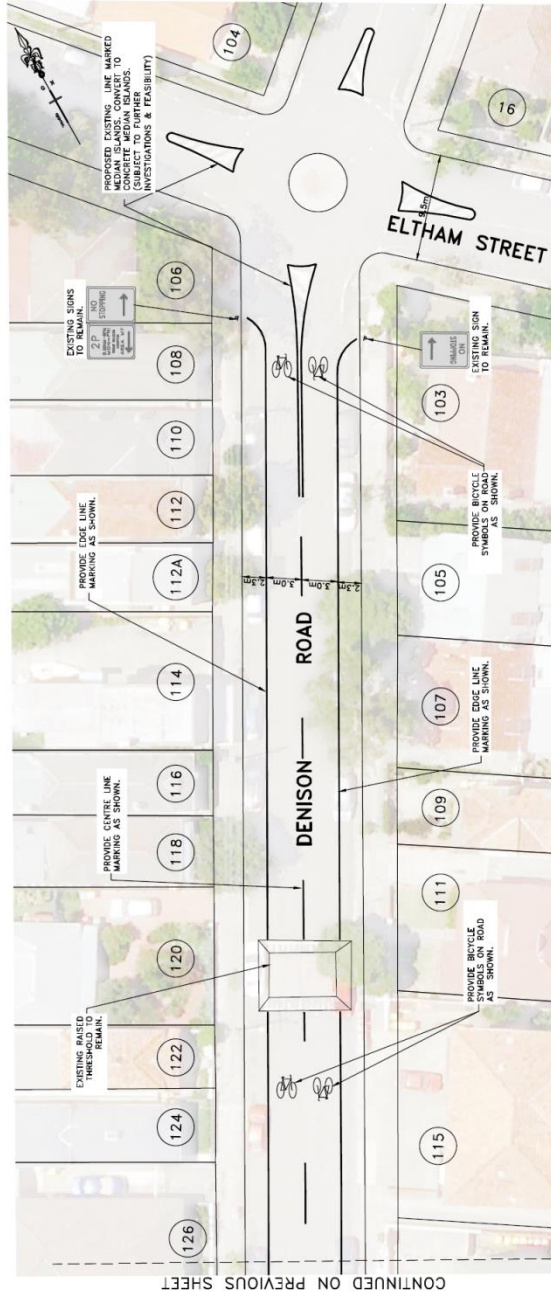 CONTINUED ON PREVIOUS SHEET
126
124
122
120
118
116
114
112A
112
110
108
106
104
EXISTING RAISED
THRESHOLD TO
REMAIN.
PROVIDE CENTRE LINE
MARKING AS SHOWN.
PROVIDE EDGE LINE
MARKING AS SHOWN.
EXISTING SIGNS
TO REMAIN.
2P
NO
STOPPING
PROPOSED EXISTING LINE MARKED
MEDIAN ISLANDS. CONVERT TO
CONCRETE MEDIAN ISLANDS.
(SUBJECT TO FURTHER
INVESTIGATIONS & FEASIBILITY)
DENISON
ROAD
3.0m
3.0m
2.3m
ELTHAM STREET
9.5m
16
115
111
109
107
105
103
PROVIDE BICYCLE
SYMBOLS ON ROAD
AS SHOWN.
PROVIDE EDGE LINE
MARKING AS SHOWN.
PROVIDE BICYCLE
SYMBOLS ON ROAD
AS SHOWN.
NO
STOPPING
EXISTING SIGN
TO REMAIN.